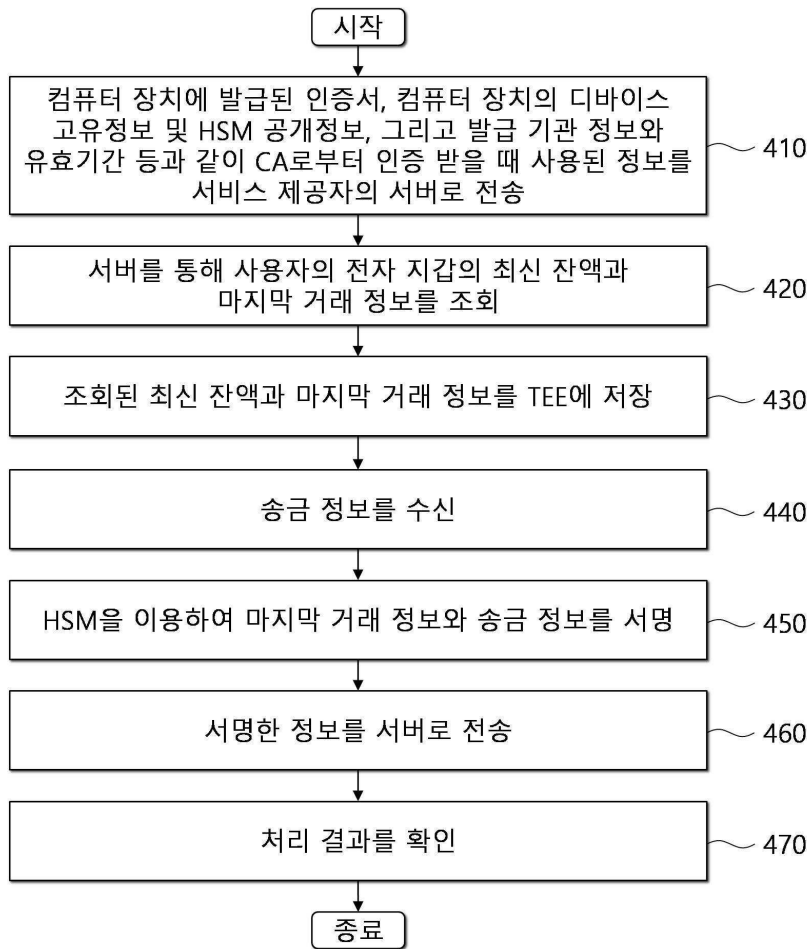 시작
컴퓨터 장치에 발급된 인증서, 컴퓨터 장치의 디바이스
고유정보 및 HSM 공개정보, 그리고 발급 기관 정보와
유효기간 등과 같이 CA로부터 인증 받을 때 사용된 정보를
서비스 제공자의 서버로 전송
410
서버를 통해 사용자의 전자 지갑의 최신 잔액과
마지막 거래 정보를 조회
420
조회된 최신 잔액과 마지막 거래 정보를 TEE에 저장
430
송금 정보를 수신
440
HSM을 이용하여 마지막 거래 정보와 송금 정보를 서명
450
서명한 정보를 서버로 전송
460
처리 결과를 확인
470
종료